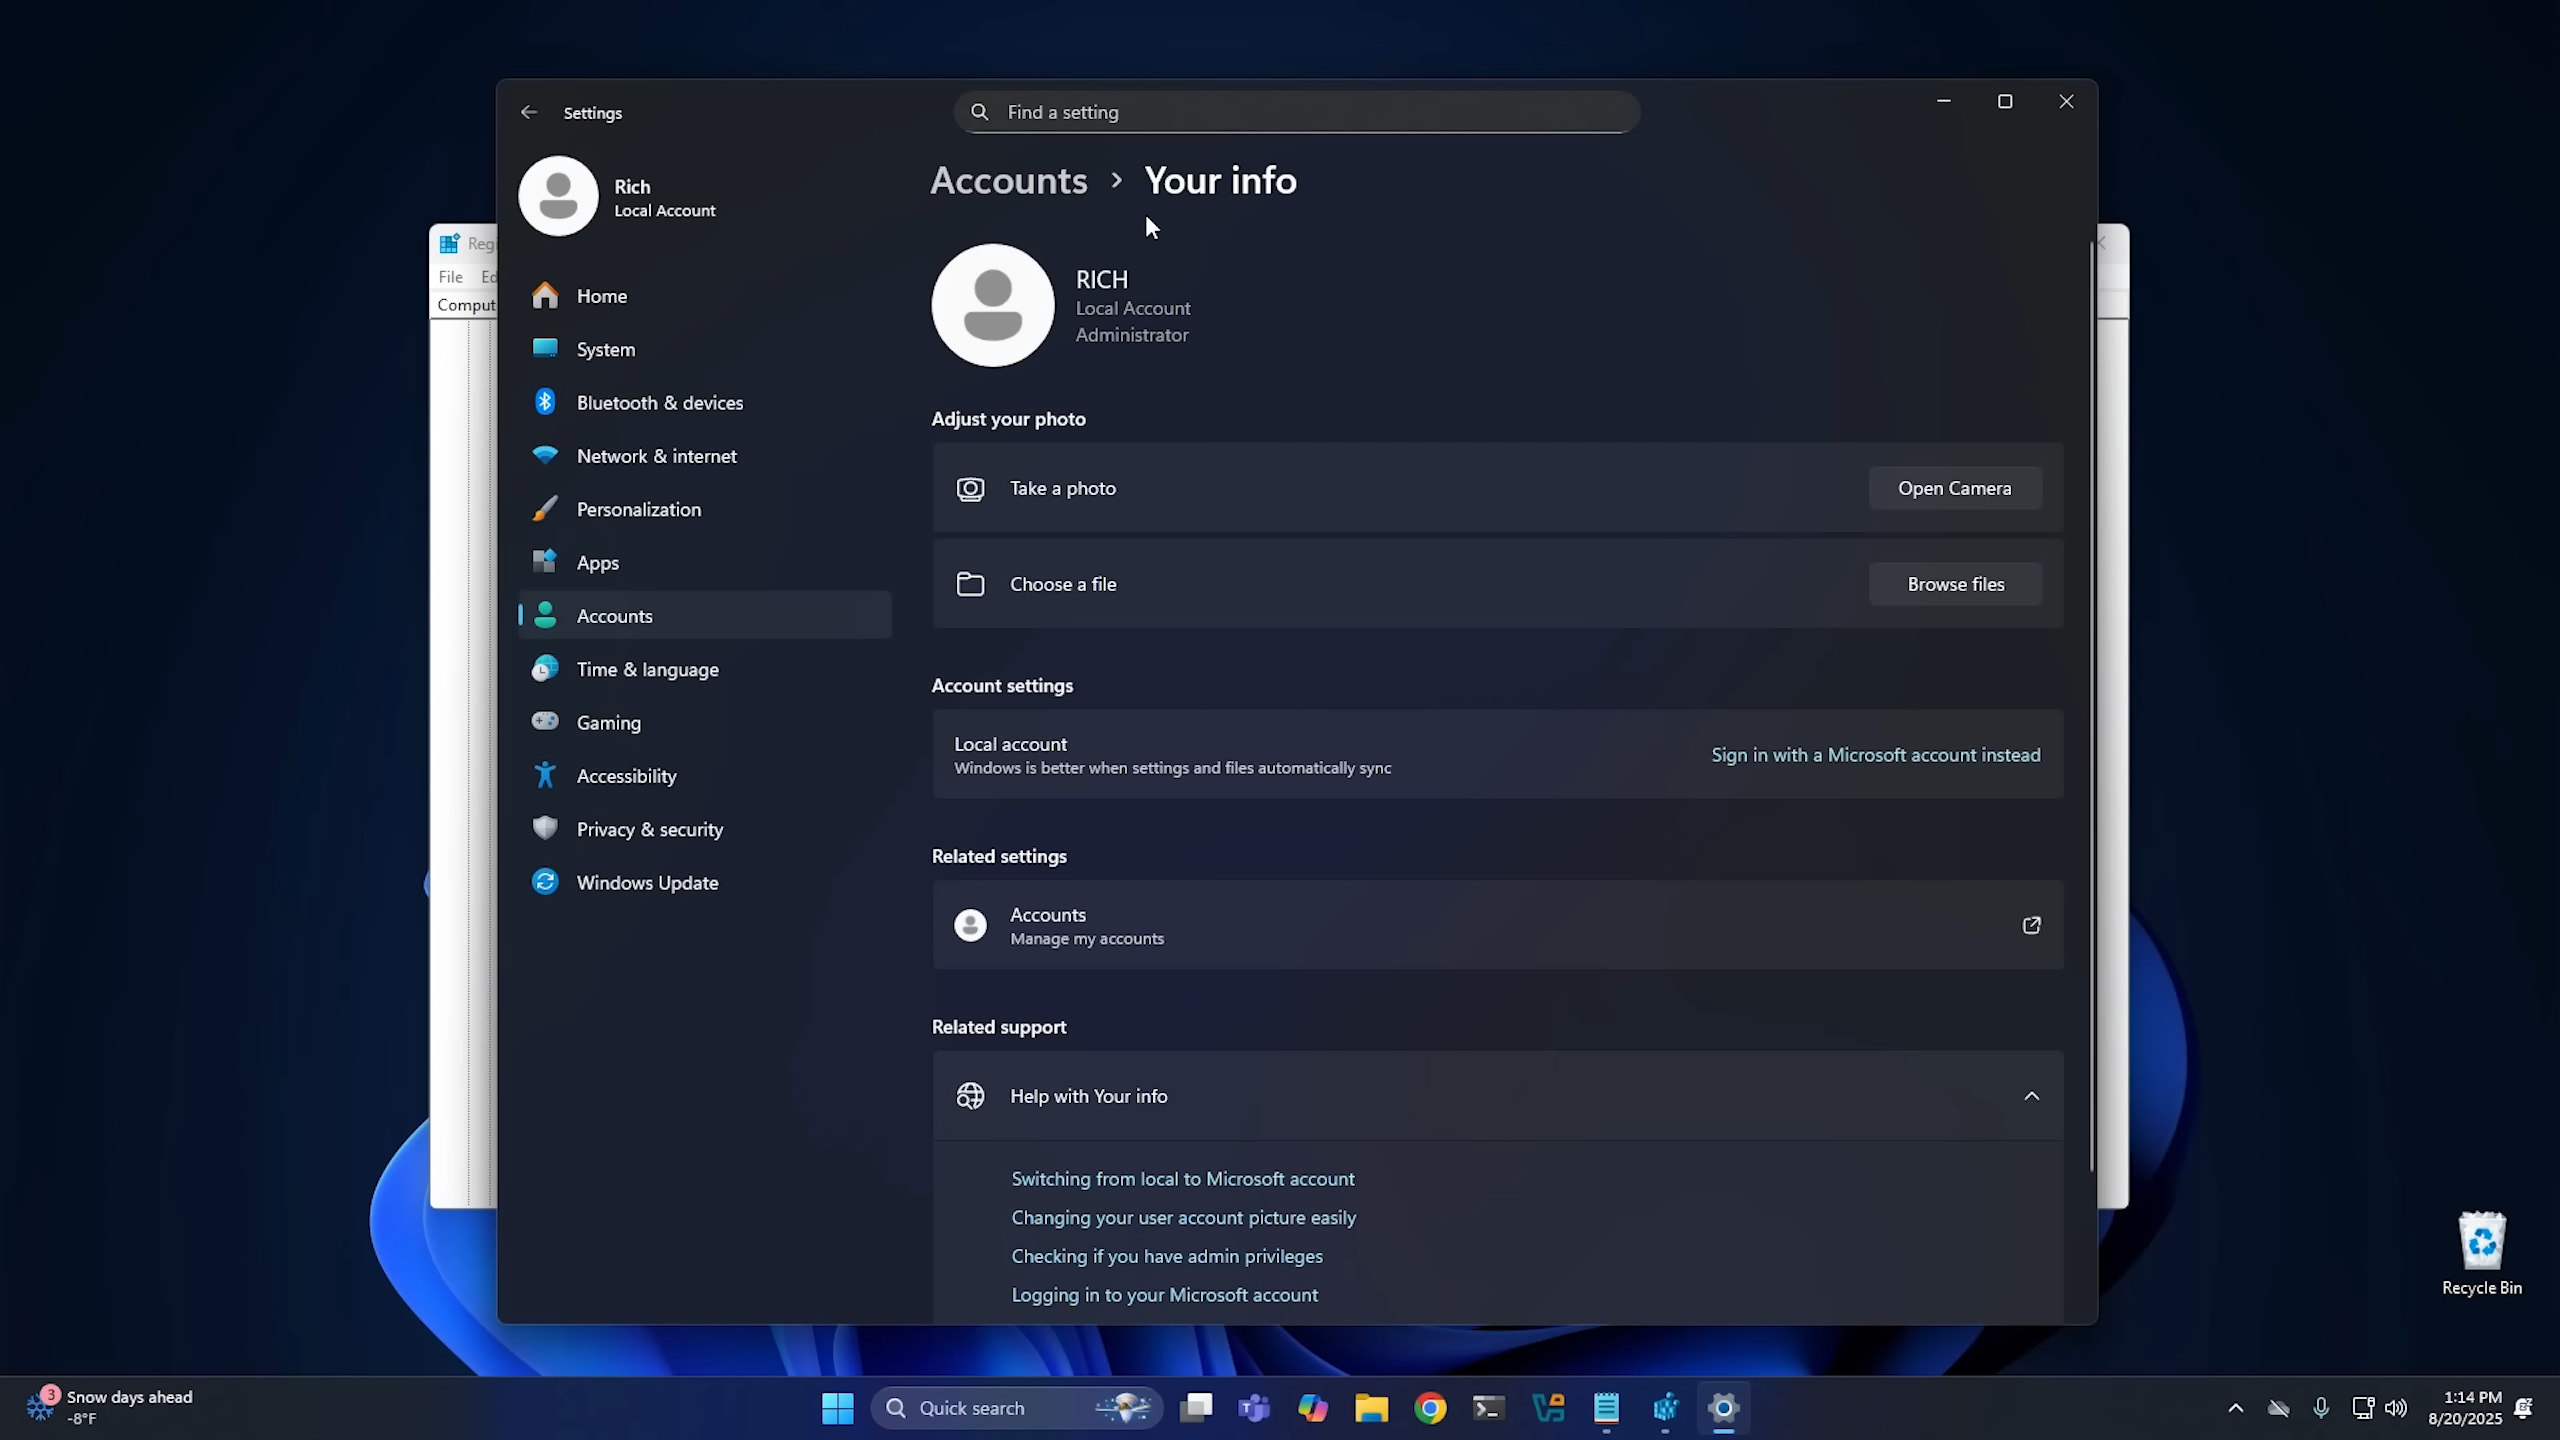 Settings
Find a setting
Rich
Local Account
Home
System
Bluetooth & devices
Network & internet
Personalization
Apps
Accounts
Time & language
Gaming
Accessibility
Privacy & security
Windows Update
Accounts > Your info
RICH
Local Account
Administrator
Adjust your photo
Take a photo
Open Camera
Choose a file
Browse files
Account settings
Local account
Windows is better when settings and files automatically sync
Sign in with a Microsoft account instead
Related settings
Accounts
Manage my accounts
Related support
Help with Your info
Switching from local to Microsoft account
Changing your user account picture easily
Checking if you have admin privileges
Logging in to your Microsoft account
Regi
File Ed
Comput
Recycle Bin
3
Snow days ahead
-8°F
Quick search
1:14 PM
8/20/2025